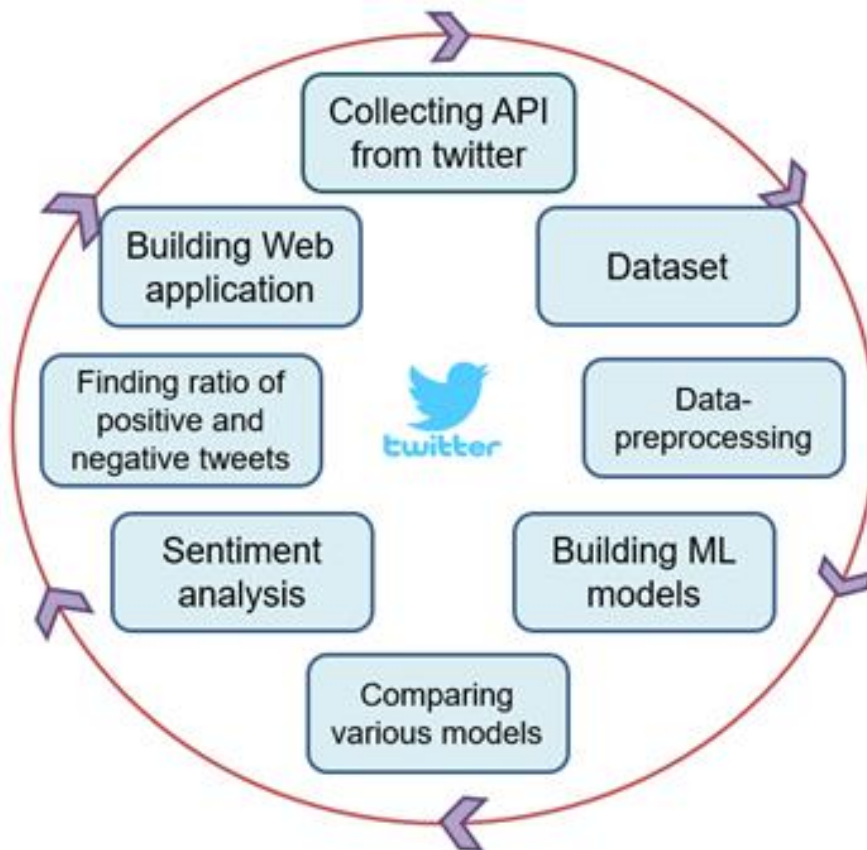 Collecting API
from twitter
Dataset
Data-
preprocessing
Building ML
models
Comparing
various models
Sentiment
analysis
Finding ratio of
positive and
negative tweets
Building Web
application
twitter